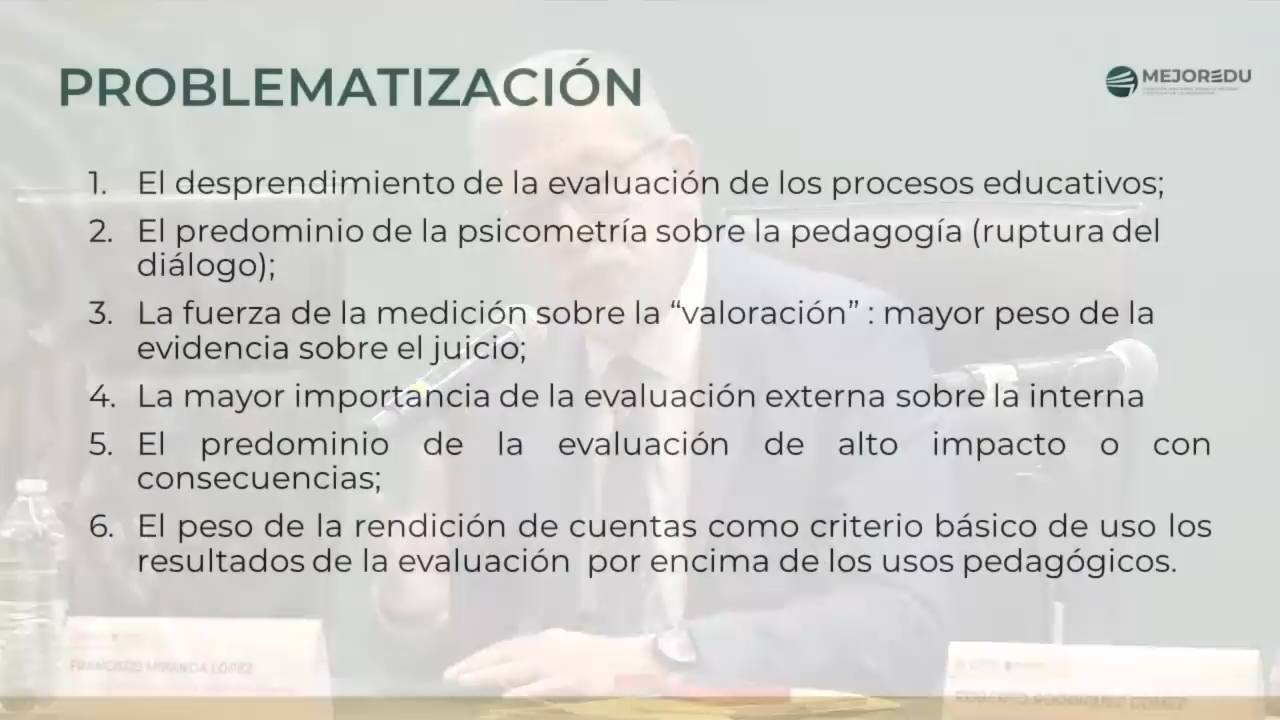 PROBLEMATIZACIÓN
MEJOREDU
1. El desprendimiento de la evaluación de los procesos educativos;
2. El predominio de la psicometría sobre la pedagogía (ruptura del
diálogo);
3. La fuerza de la medición sobre la “valoración” : mayor peso de la
evidencia sobre el juicio;
4. La mayor importancia de la evaluación externa sobre la interna
5. El predominio de la evaluación de alto impacto o con
consecuencias;
6. El peso de la rendición de cuentas como criterio básico de uso los
resultados de la evaluación por encima de los usos pedagógicos.
FRANCISCO MIRANDA LÓPEZ